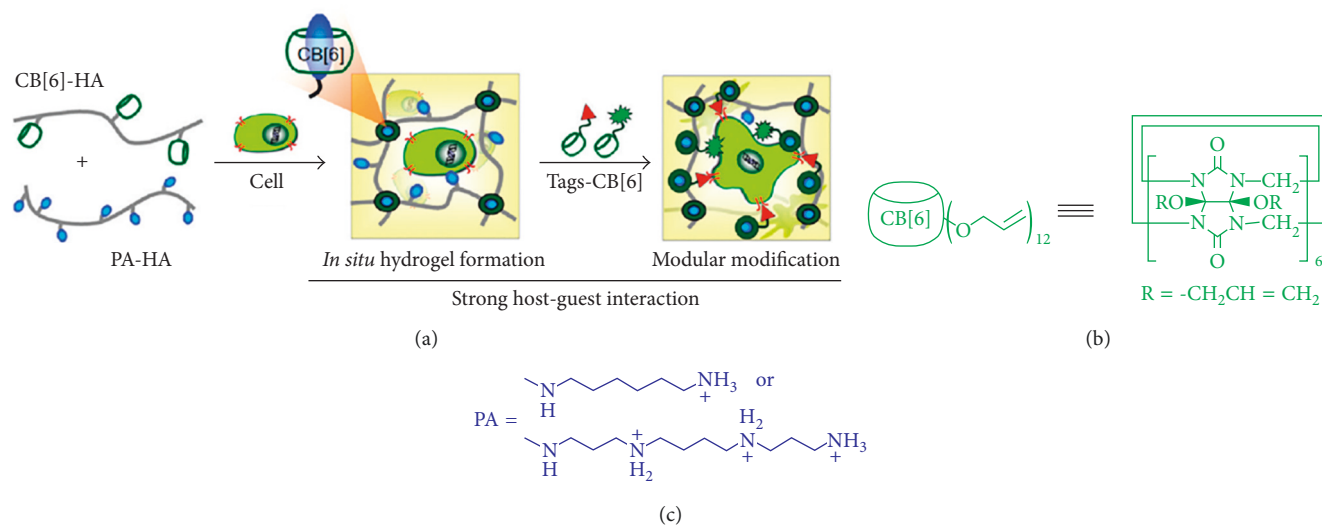 CB[6]
CB[6]-HA
+
PA-HA
Cell
Tags-CB[6]
In situ hydrogel formation
Modular modification
Strong host-guest interaction
(a)
CB[6]
(O)12
≡
O
N N CH2
RO OR
N N CH2
O
6
R = -CH2CH = CH2
(b)
PA =
N
H
NH3
+
or
N
H
+
N
H2
H2
N
+
NH3
+
(c)